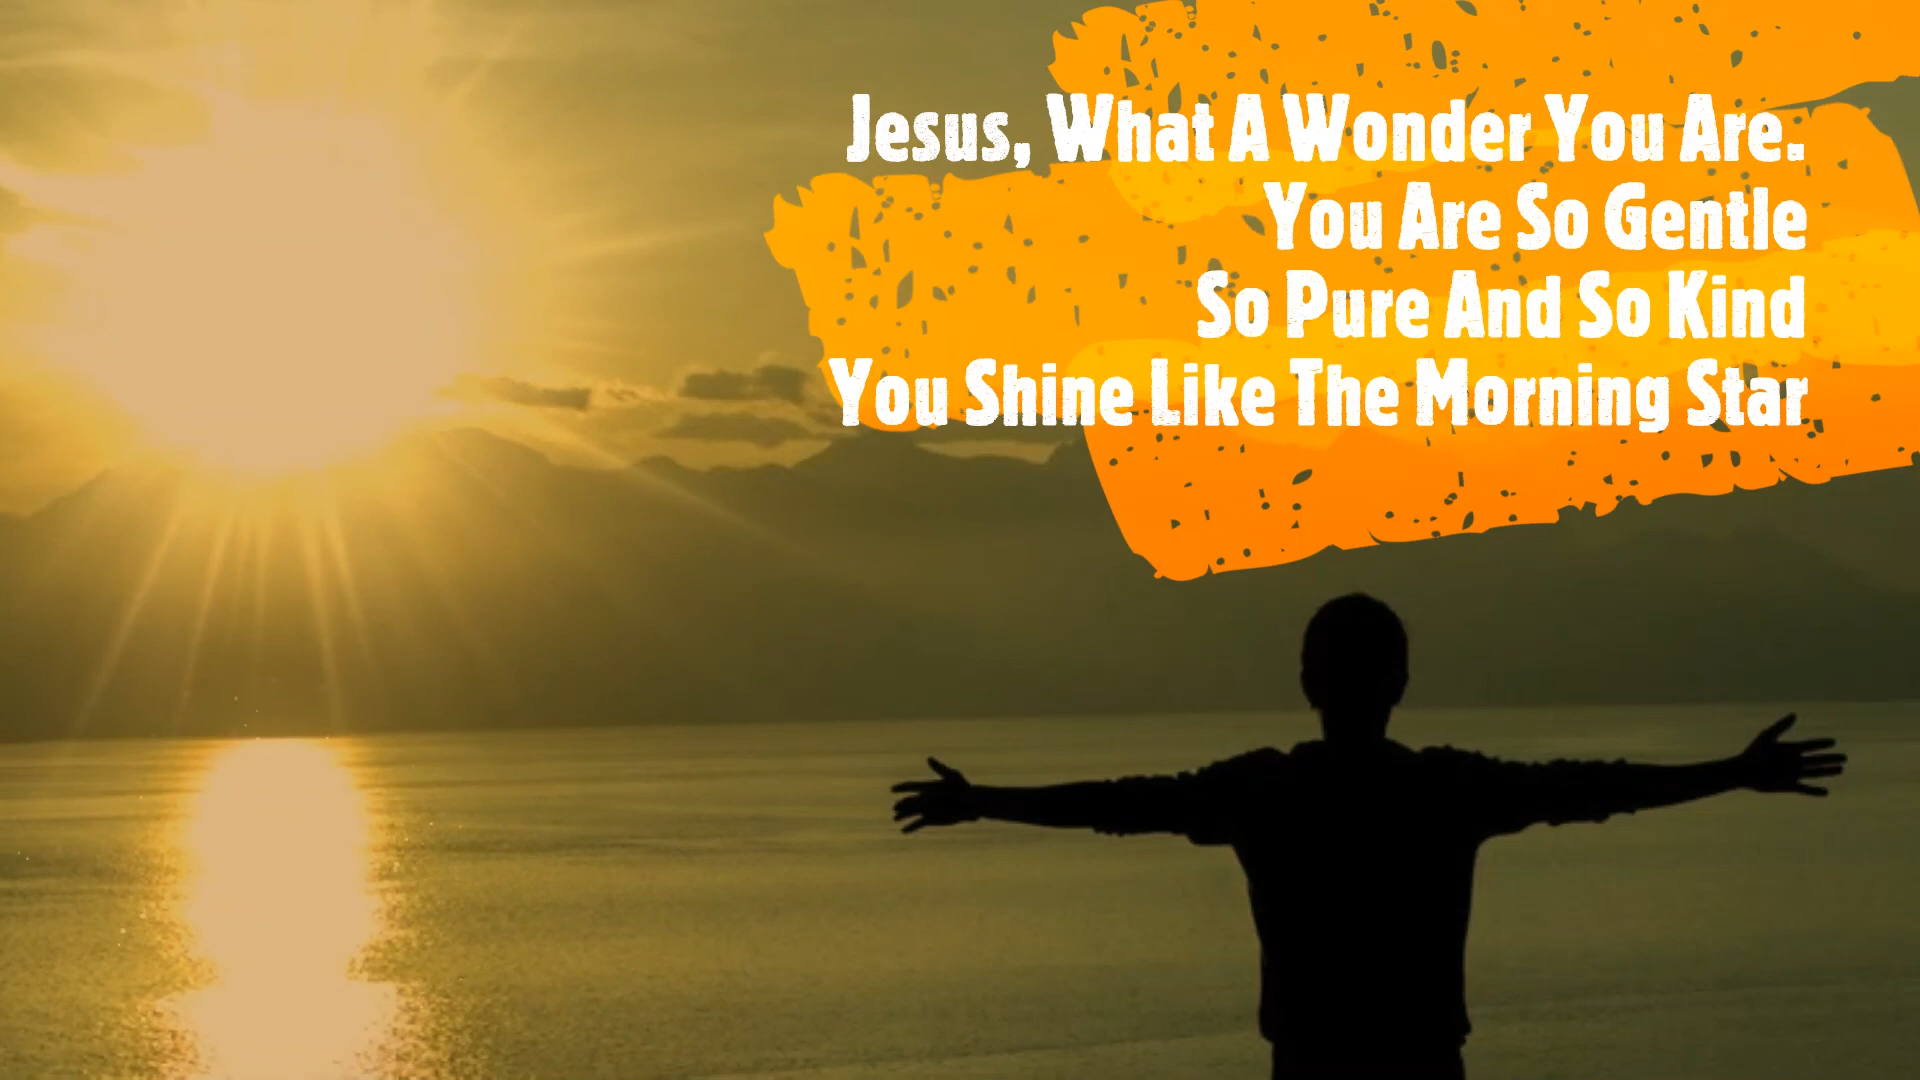 Jesus, What A Wonder You Are.
You Are So Gentle
So Pure And So Kind
You Shine Like The Morning Star